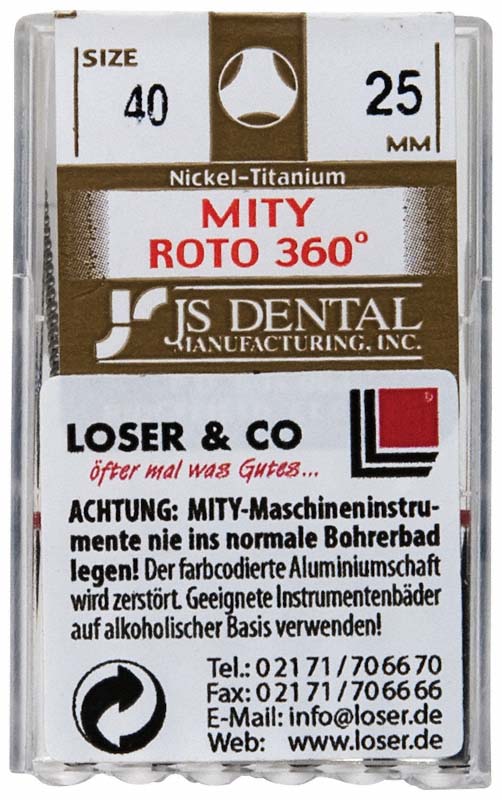 SIZE
40
25
MM
Nickel-Titanium
MITY
ROTO 360°
JS DENTAL
MANUFACTURING, INC.
LOSER & CO
öfter mal was Gutes...
ACHTUNG: MITY-Maschineninstru-
mente nie ins normale Bohrerbad
legen! Der farbcodierte Aluminiumschaft
wird zerstört. Geeignete Instrumentenbäder
auf alkoholischer Basis verwenden!
Tel.: 0 21 71 / 70 66 70
Fax: 0 21 71 / 70 66 66
E-Mail: info@loser.de
Web: www.loser.de